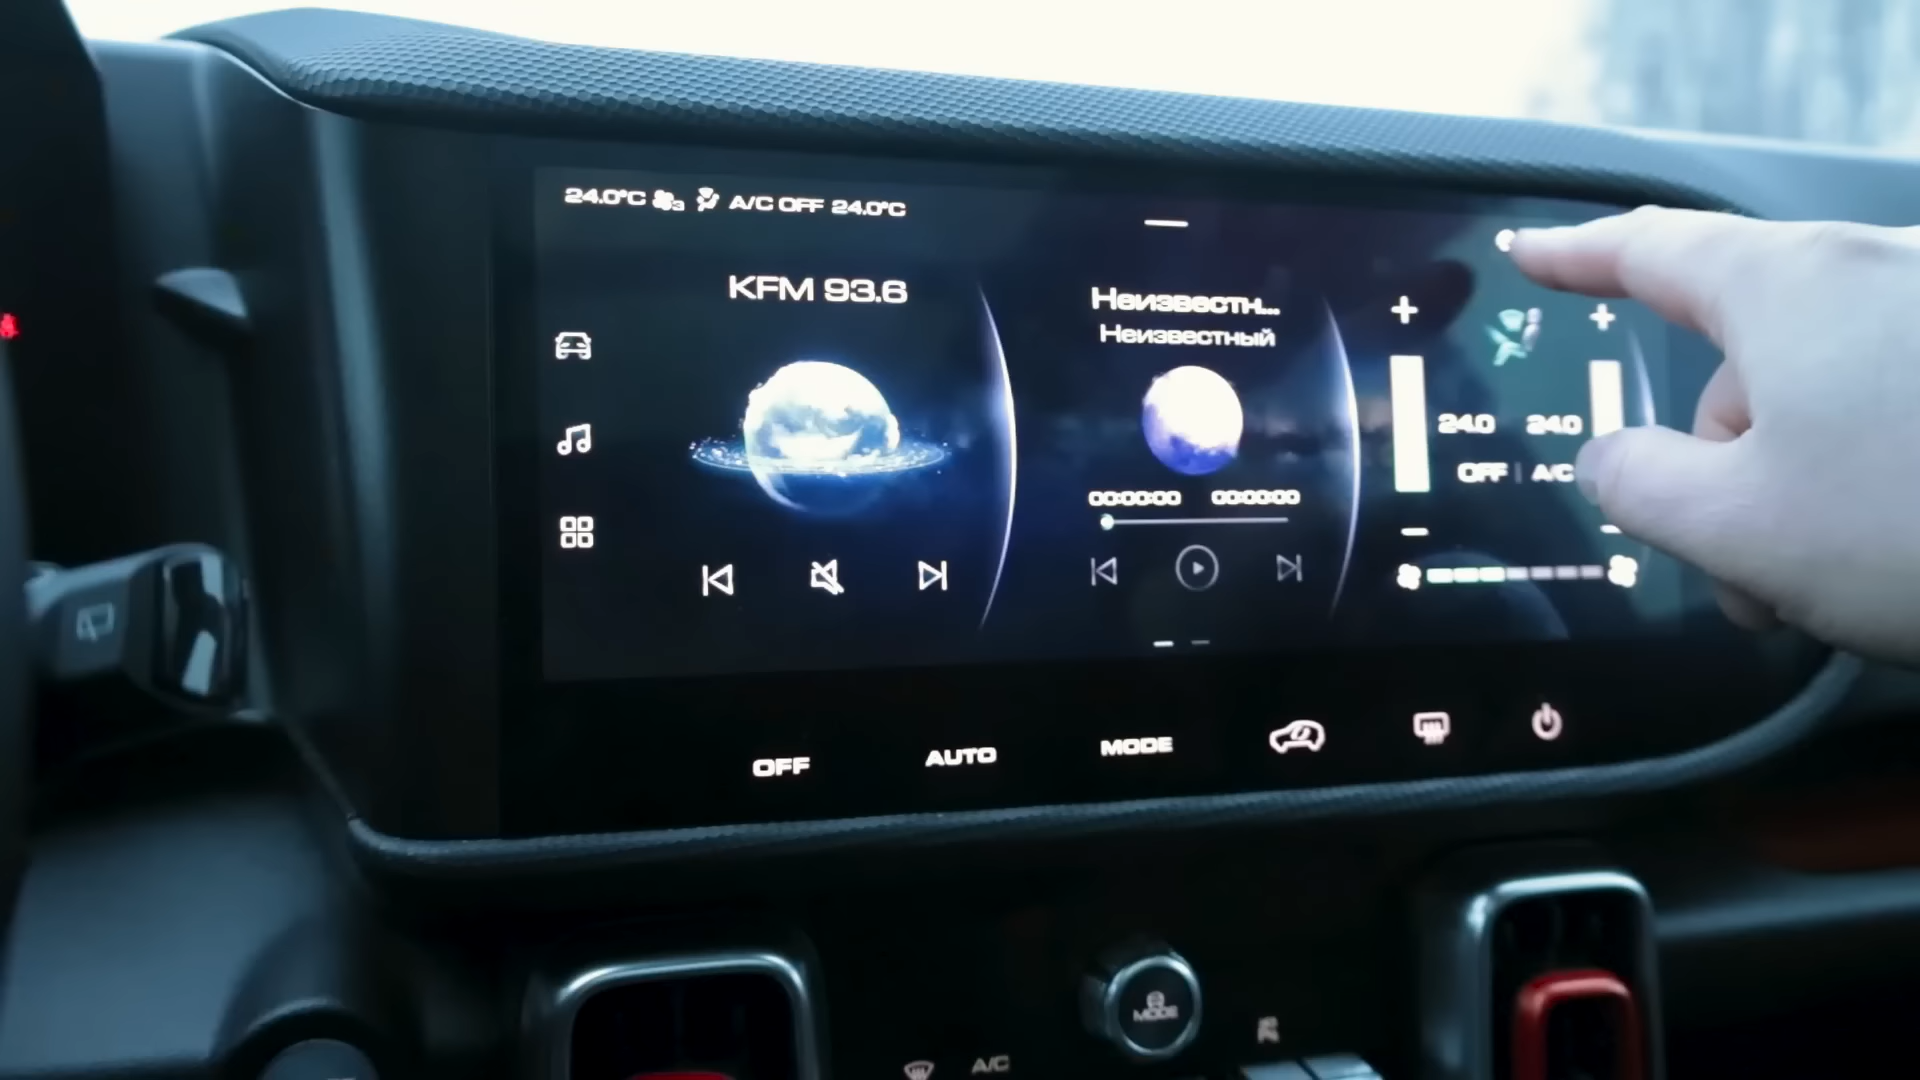 24.0°C 3 A/C OFF 24.0°C
KFM 93.6
Неизвестн...
Неизвестный
24.0 24.0
OFF | A/C
00:00:00 00:00:00
OFF AUTO MODE
MODE
A/C